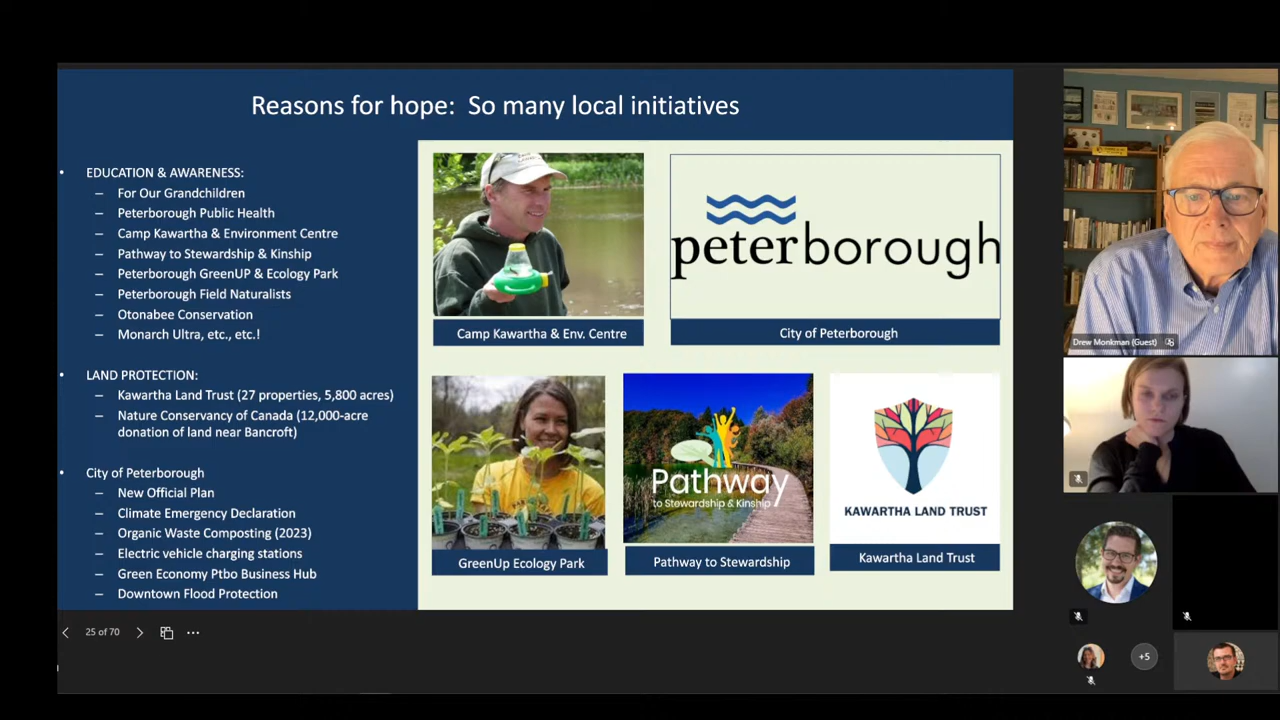 Reasons for hope: So many local initiatives
• EDUCATION & AWARENESS:
– For Our Grandchildren
– Peterborough Public Health
– Camp Kawartha & Environment Centre
– Pathway to Stewardship & Kinship
– Peterborough GreenUP & Ecology Park
– Peterborough Field Naturalists
– Otonabee Conservation
– Monarch Ultra, etc., etc.!
• LAND PROTECTION:
– Kawartha Land Trust (27 properties, 5,800 acres)
– Nature Conservancy of Canada (12,000-acre
donation of land near Bancroft)
• City of Peterborough
– New Official Plan
– Climate Emergency Declaration
– Organic Waste Composting (2023)
– Electric vehicle charging stations
– Green Economy Ptbo Business Hub
– Downtown Flood Protection
Camp Kawartha & Env. Centre
peterborough
City of Peterborough
GreenUp Ecology Park
Pathway
to Stewardship & Kinship
Pathway to Stewardship
KAWARTHA LAND TRUST
Kawartha Land Trust
Drew Monkman (Guest)
25 of 70
+5